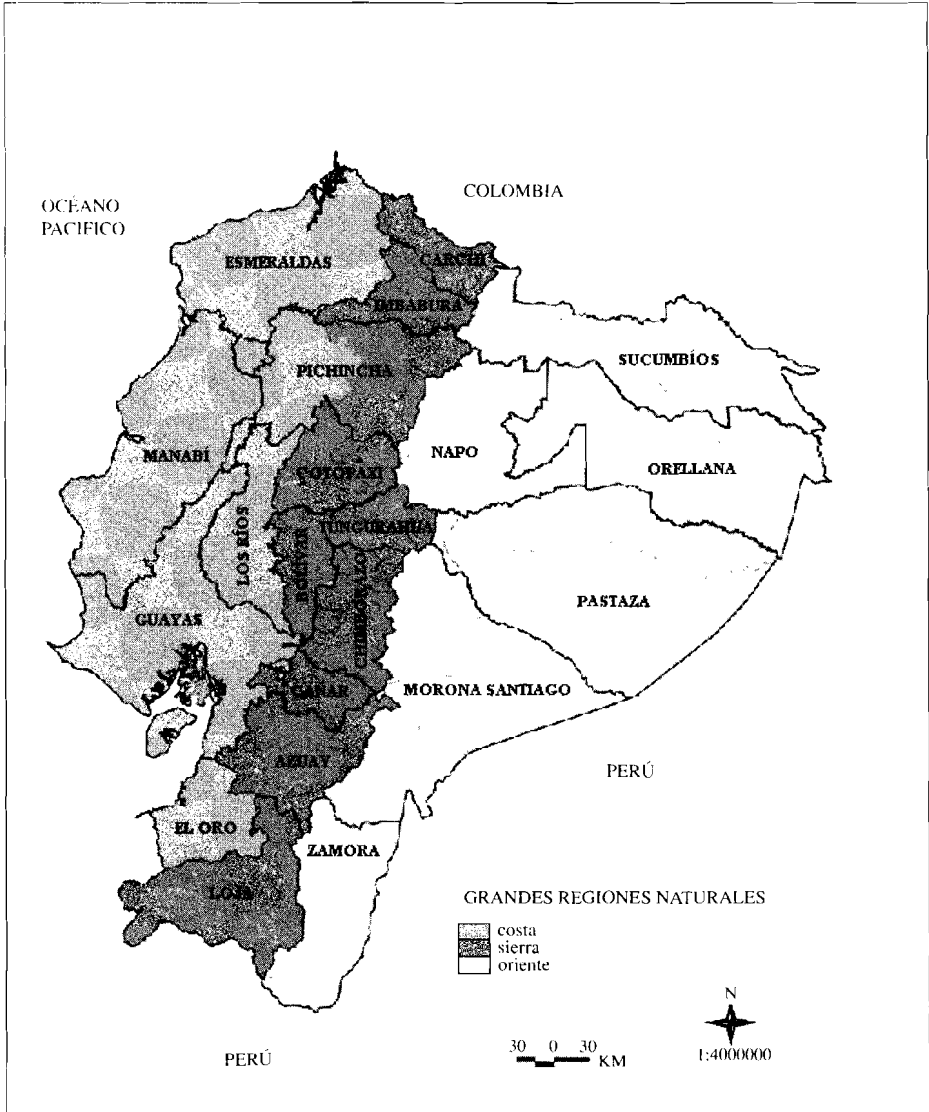 OCÉANO
PACIFICO
COLOMBIA
ESMERALDAS
CARCHI
IMBABURA
PICHINCHA
SUCUMBÍOS
MANABÍ
COTOPAXI
NAPO
ORELLANA
LOS RÍOS
TUNGURAHUA
BOLÍVAR
CHIMBORAZO
PASTAZA
GUAYAS
CAÑAR
MORONA SANTIAGO
AZUAY
PERÚ
EL ORO
ZAMORA
LOJA
GRANDES REGIONES NATURALES
costa
sierra
oriente
N
30 0 30
KM
1:4000000
PERÚ